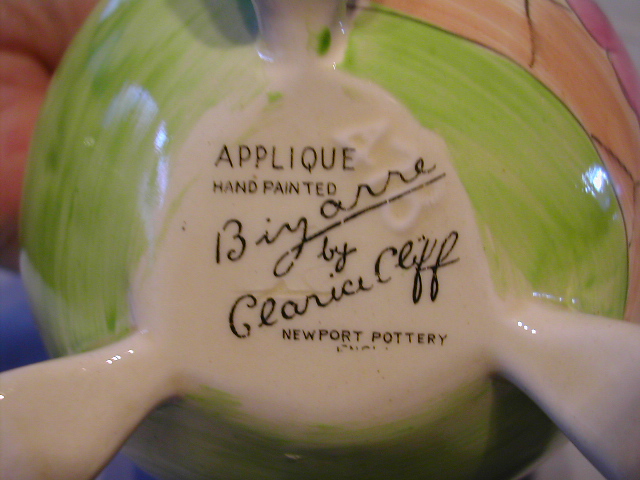 APPLIQUE
HAND PAINTED
Bizarre
by
Clarice Cliff
NEWPORT POTTERY